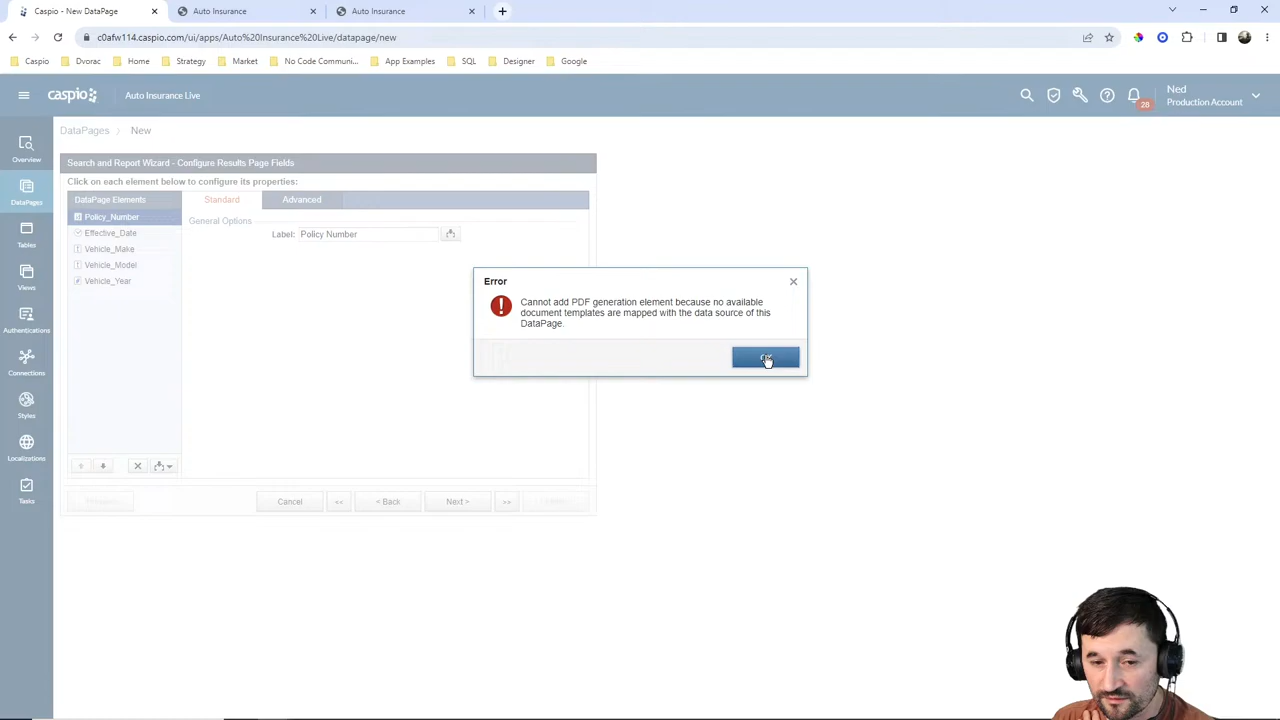 Caspio - New DataPage
Auto Insurance
Auto Insurance
c0afw114.caspio.com/ui/apps/Auto%20Insurance%20Live/datapage/new
Caspio
Dvorac
Home
Strategy
Market
No Code Communi...
App Examples
SQL
Designer
Google
caspio
Auto Insurance Live
28
Ned
Production Account
Overview
DataPages
Tables
Views
Authentications
Connections
Styles
Localizations
Tasks
DataPages > New
Search and Report Wizard - Configure Results Page Fields
Click on each element below to configure its properties:
DataPage Elements
Standard
Advanced
Policy_Number
Effective_Date
Vehicle_Make
Vehicle_Model
Vehicle_Year
General Options
Label: Policy Number
Error
Cannot add PDF generation element because no available
document templates are mapped with the data source of this
DataPage.
Cancel
<<
< Back
Next >
>>